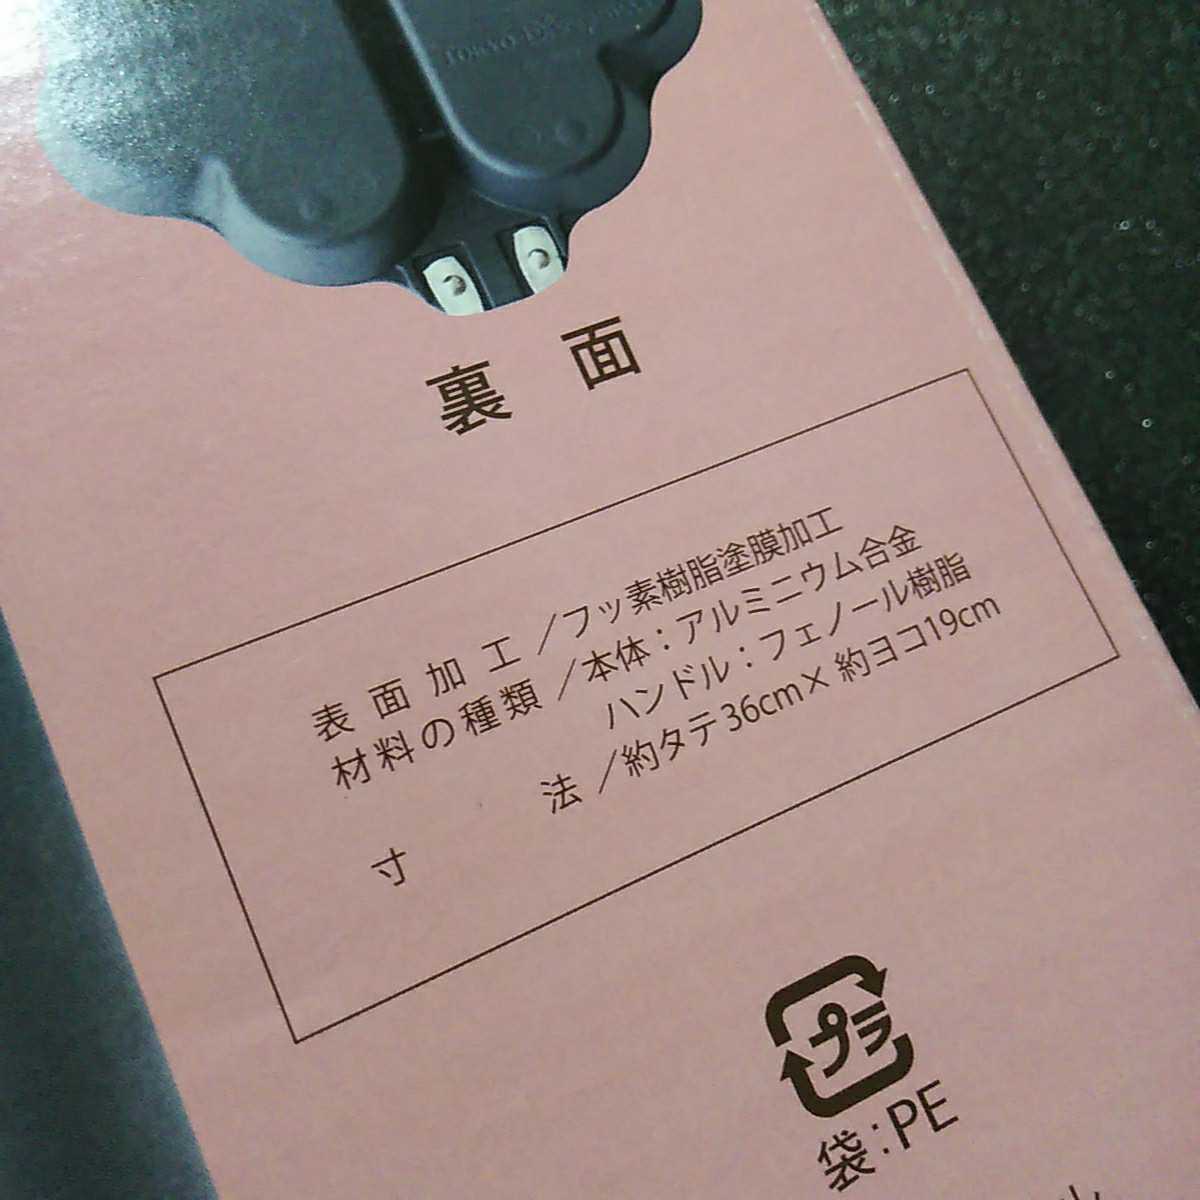 TOKYO
裏面
表面加工／フッ素樹脂塗膜加工
材料の種類／本体：アルミニウム合金
ハンドル：フェノール樹脂
寸法／約タテ36cm×約ヨコ19cm
プラ
袋：PE